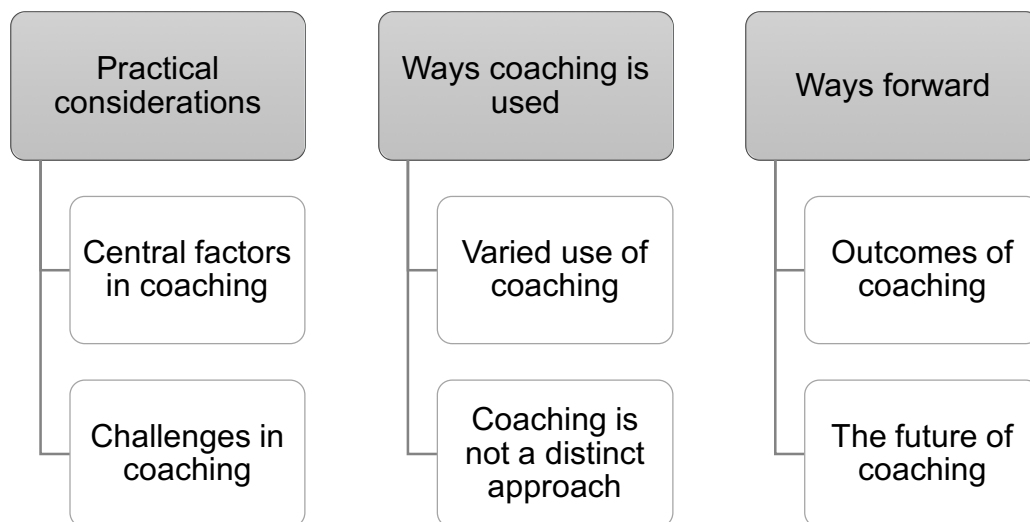 Practical
considerations
Central factors
in coaching
Challenges in
coaching
Ways coaching is
used
Varied use of
coaching
Coaching is
not a distinct
approach
Ways forward
Outcomes of
coaching
The future of
coaching